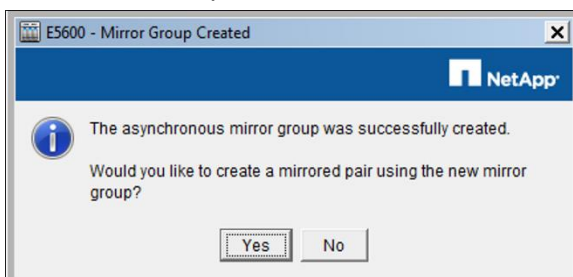 E5600 - Mirror Group Created
NetApp
The asynchronous mirror group was successfully created.
Would you like to create a mirrored pair using the new mirror
group?
Yes No